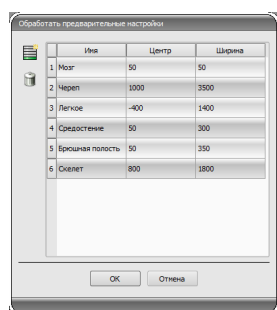 Обработать предварительные настройки
Имя Центр Ширина
1 Мозг 50 50
2 Череп 1000 3500
3 Легкое -400 1400
4 Средостение 50 300
5 Брюшная полость 50 350
6 Скелет 800 1800
OK Отмена